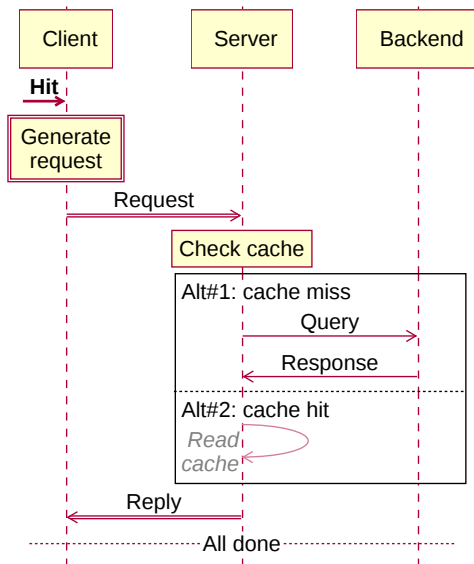 Client
Server
Backend
Hit
Generate
request
Request
Check cache
Alt#1: cache miss
Query
Response
Alt#2: cache hit
Read
cache
Reply
All done